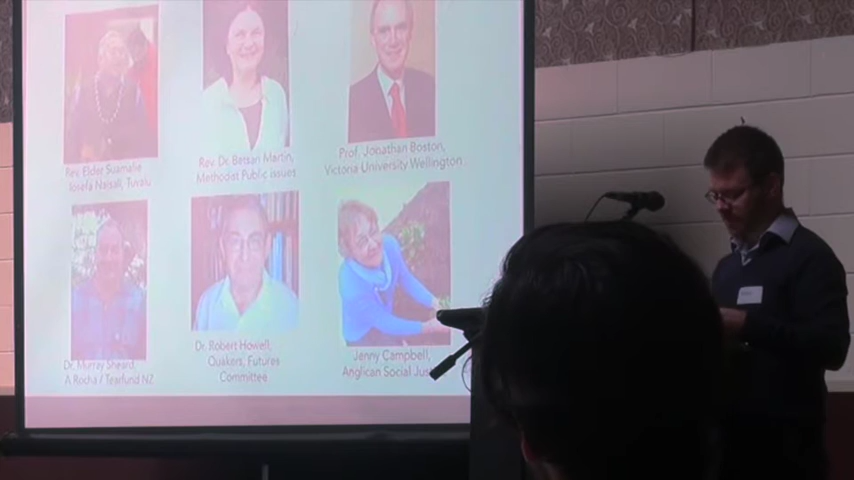 Rev. Elder Suamalie
Iosefa Naisali, Tuvalu
Rev. Dr. Betsan Martin,
Methodist Public Issues
Prof. Jonathan Boston,
Victoria University Wellington
Dr. Murray Sheard,
A Rocha / Tearfund NZ
Dr. Robert Howell,
Quakers, Futures
Committee
Jenny Campbell,
Anglican Social